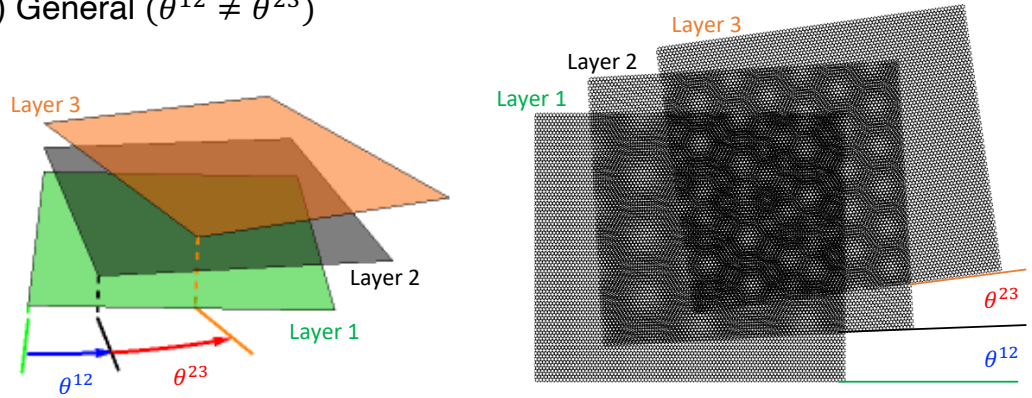 ) General (θ¹² ≠ θ²³)
Layer 3
Layer 2
Layer 1
θ¹²
θ²³
Layer 3
Layer 2
Layer 1
θ²³
θ¹²